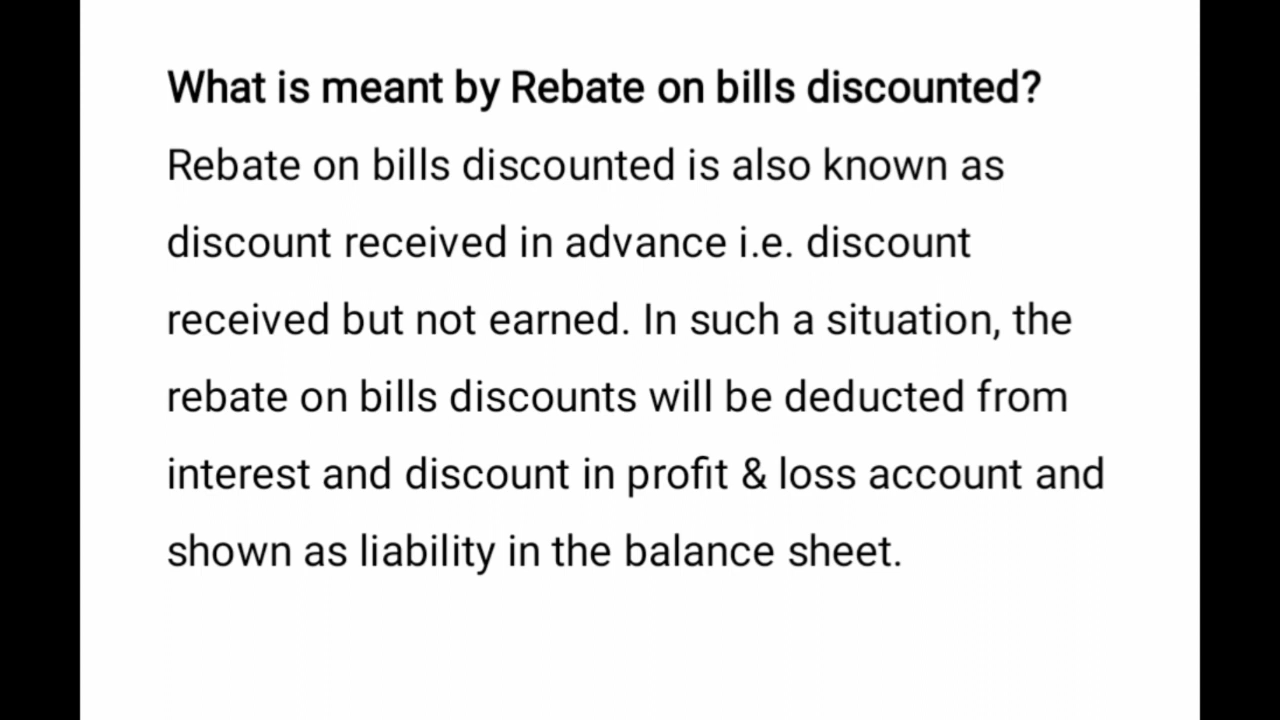 What is meant by Rebate on bills discounted?
Rebate on bills discounted is also known as
discount received in advance i.e. discount
received but not earned. In such a situation, the
rebate on bills discounts will be deducted from
interest and discount in profit & loss account and
shown as liability in the balance sheet.